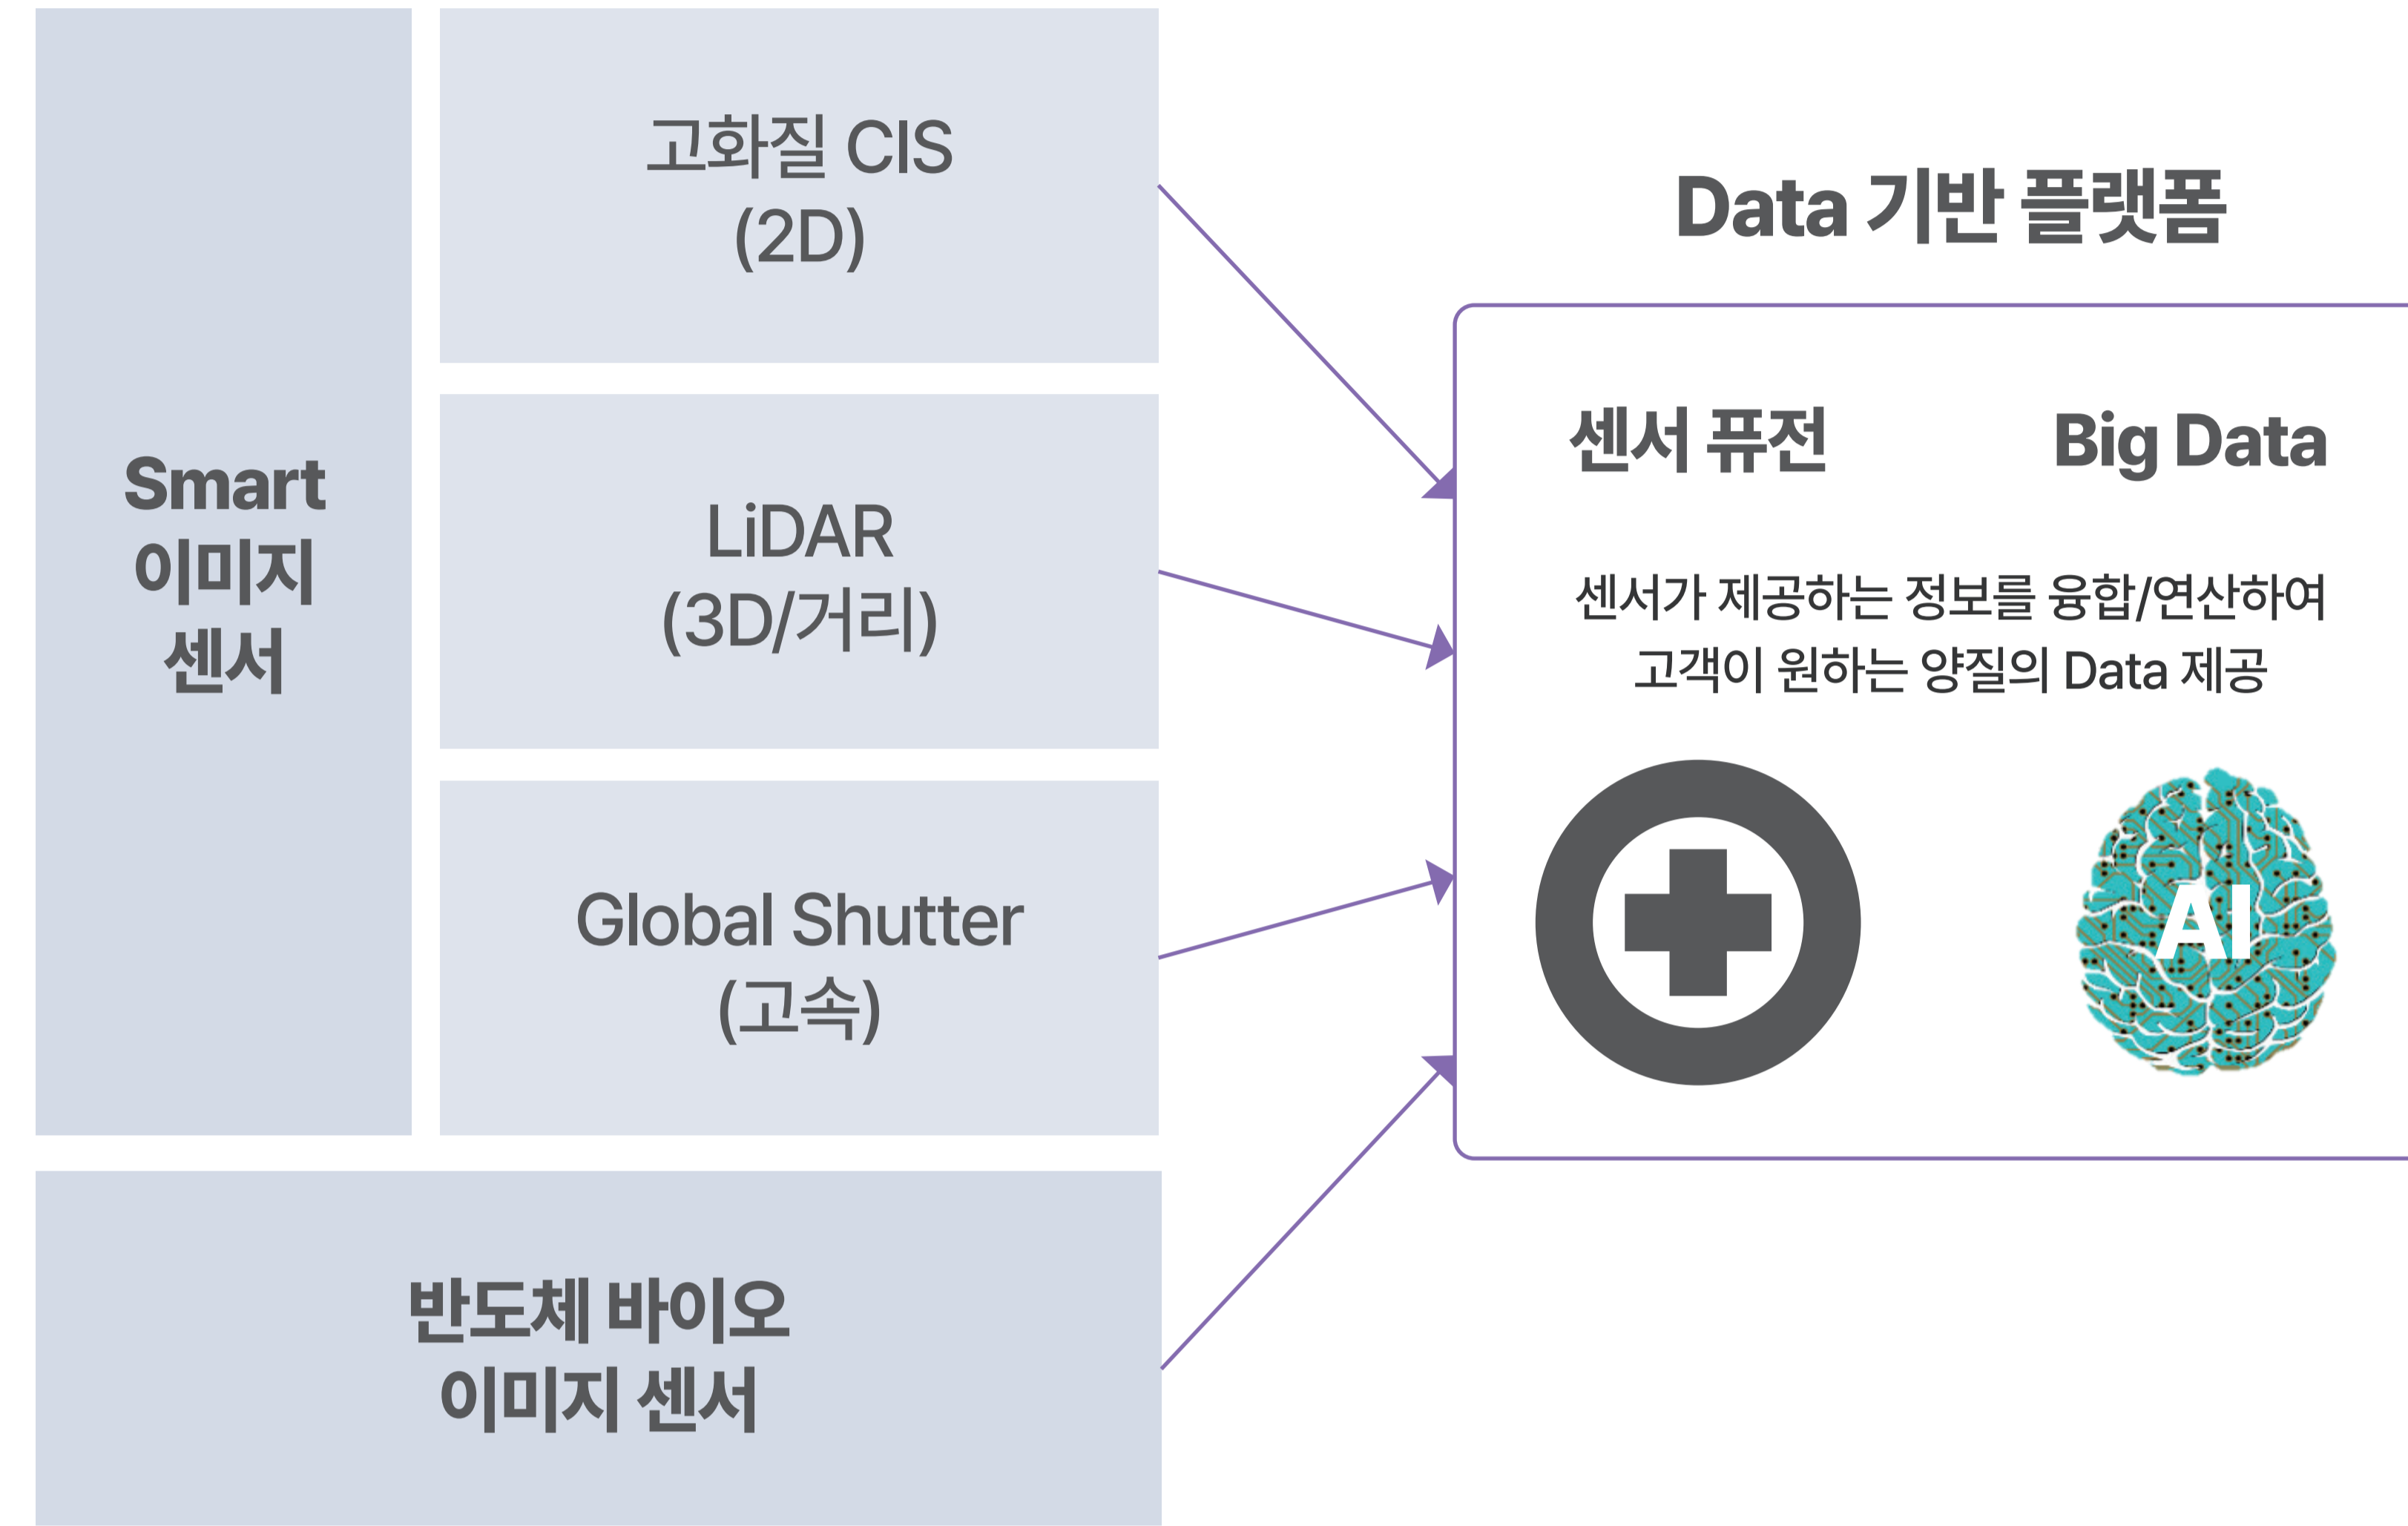 Smart
이미지
센서
고화질 CIS
(2D)
LiDAR
(3D/거리)
Global Shutter
(고속)
반도체 바이오
이미지 센서
Data 기반 플랫폼
센서 퓨전
Big Data
센서가 제공하는 정보를 융합/연산하여
고객이 원하는 양질의 Data 제공
AI